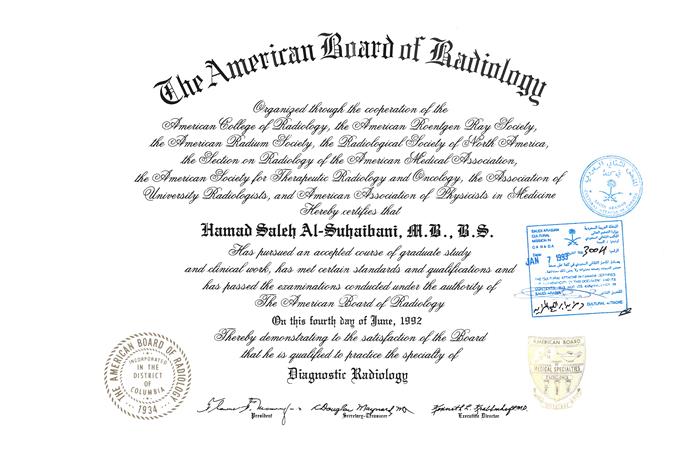 The American Board of Radiology
Organized through the cooperation of the
American College of Radiology, the American Roentgen Ray Society,
the American Radium Society, the Radiological Society of North America,
the Section on Radiology of the American Medical Association,
the American Society for Therapeutic Radiology and Oncology, the Association of
University Radiologists, and American Association of Physicists in Medicine
Hereby certifies that
Hamad Saleh Al-Suhaibani, M.B., B.S.
Has pursued an accepted course of graduate study
and clinical work, has met certain standards and qualifications and
has passed the examinations conducted under the authority of
The American Board of Radiology
On this fourth day of June, 1992
Thereby demonstrating to the satisfaction of the Board
that he is qualified to practice the specialty of
Diagnostic Radiology
President
Secretary-Treasurer
Executive Director
THE AMERICAN BOARD OF RADIOLOGY
INCORPORATED
IN THE
DISTRICT
OF
COLUMBIA
1934
SAUDI ARABIAN
CULTURAL
MISSION IN
CANADA
JAN 7 1993
CULTURAL ATTACHE
AMERICAN BOARD
MEDICAL SPECIALTIES